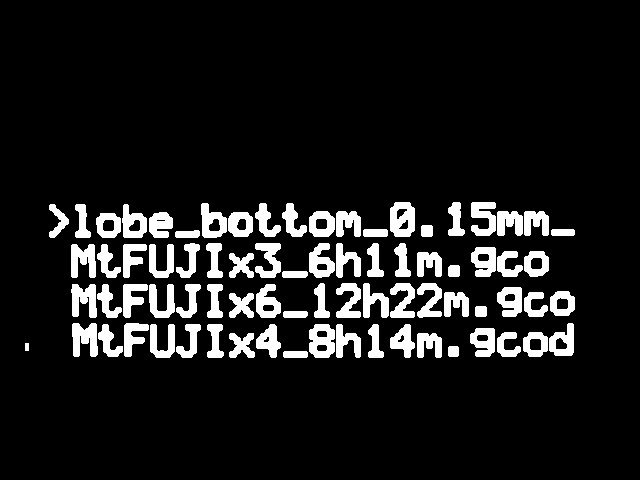 >lobe_bottom_0.15mm_
MtFUJIx3_6h11m.gco
MtFUJIx6_12h22m.gco
MtFUJIx4_8h14m.gcod